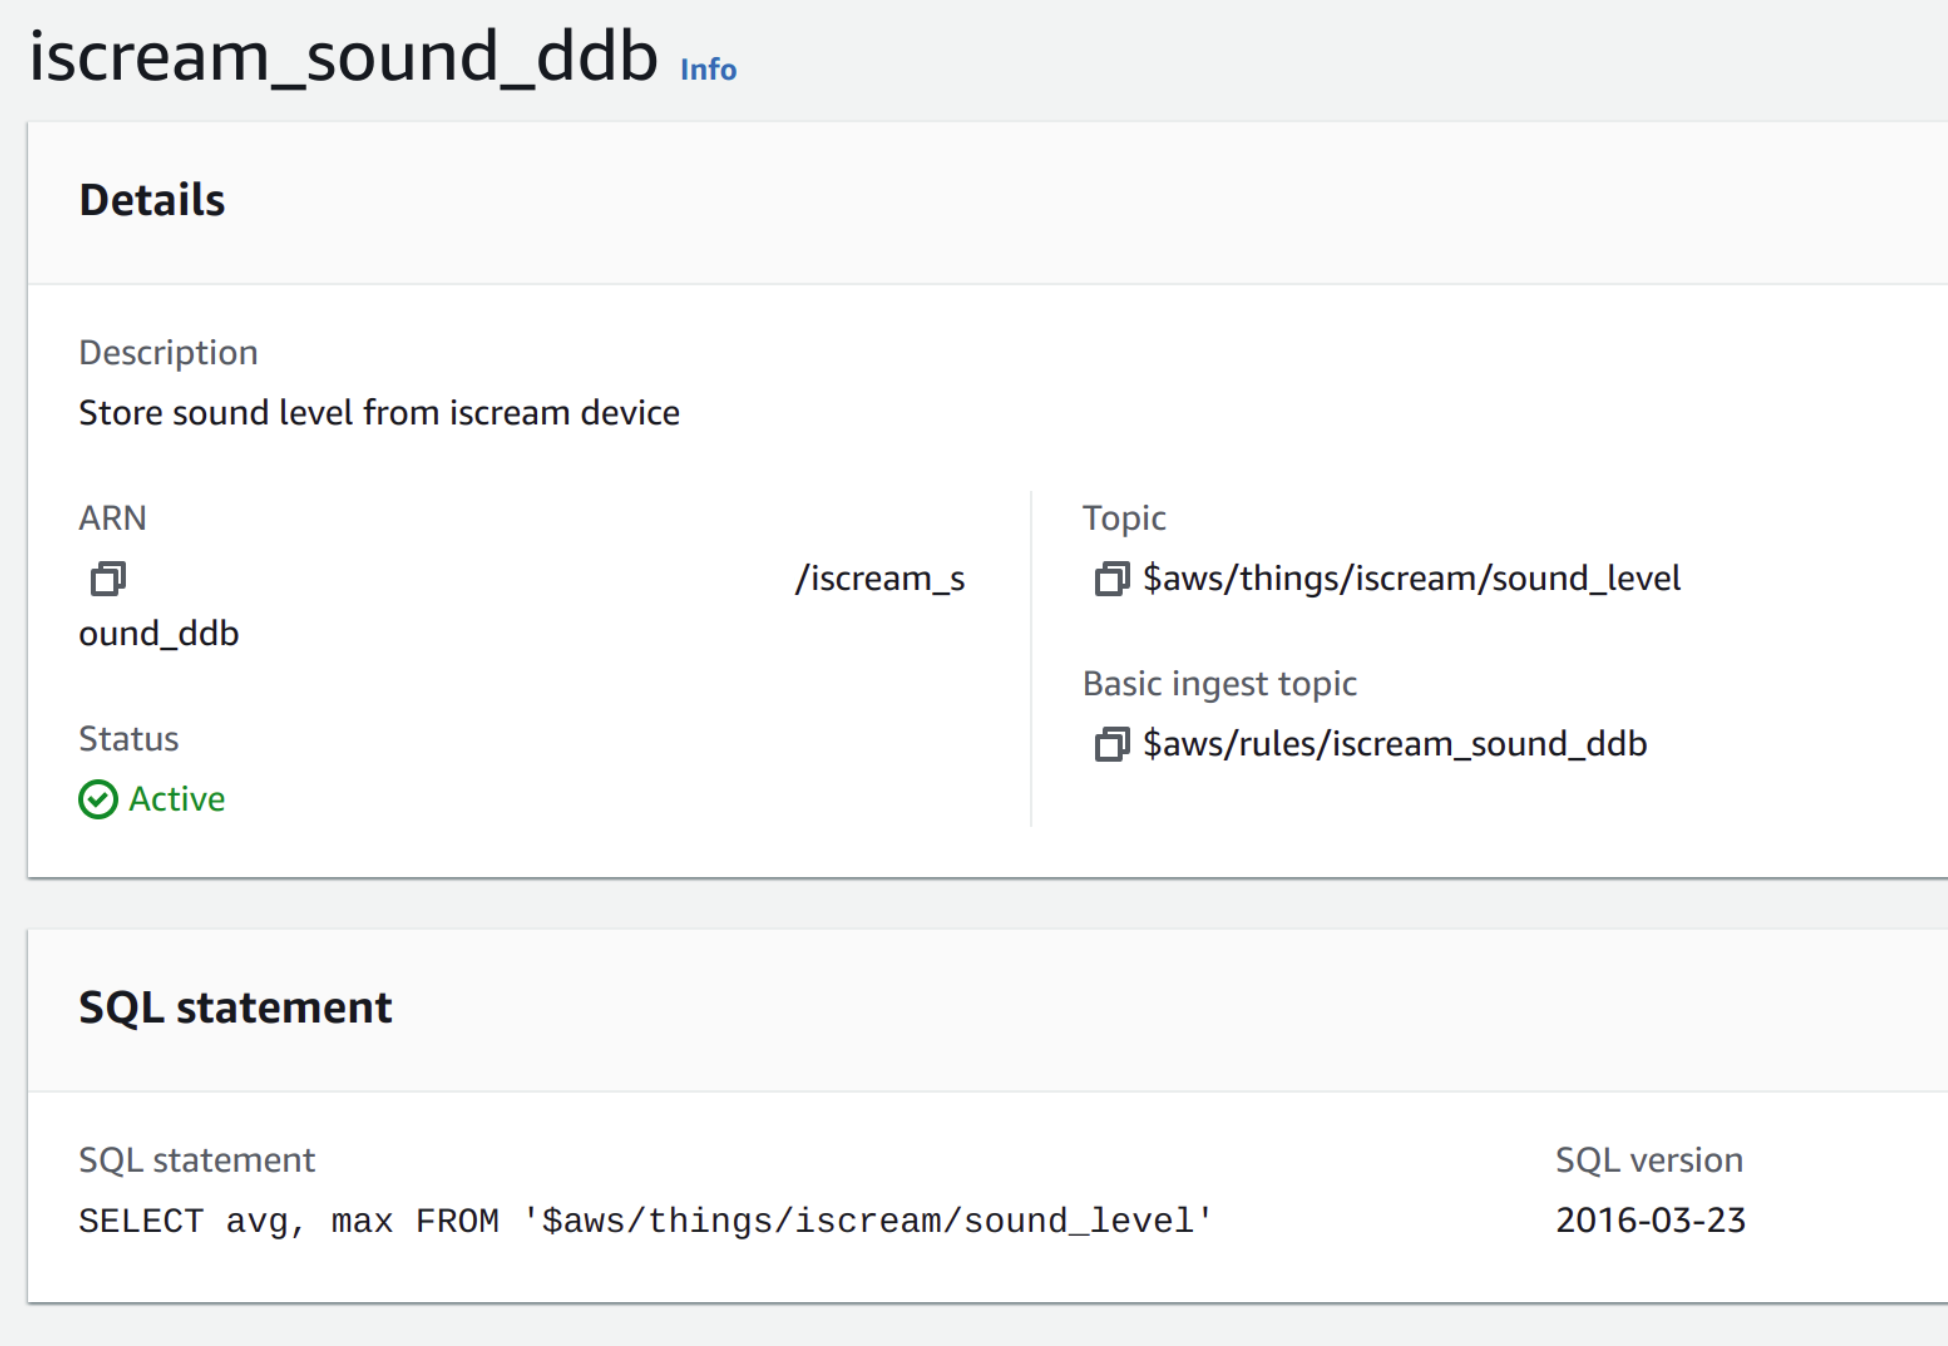 iscream_sound_ddb Info
Details
Description
Store sound level from iscream device
ARN
/iscream_s
ound_ddb
Status
Active
Topic
$aws/things/iscream/sound_level
Basic ingest topic
$aws/rules/iscream_sound_ddb
SQL statement
SQL statement
SELECT avg, max FROM '$aws/things/iscream/sound_level'
SQL version
2016-03-23